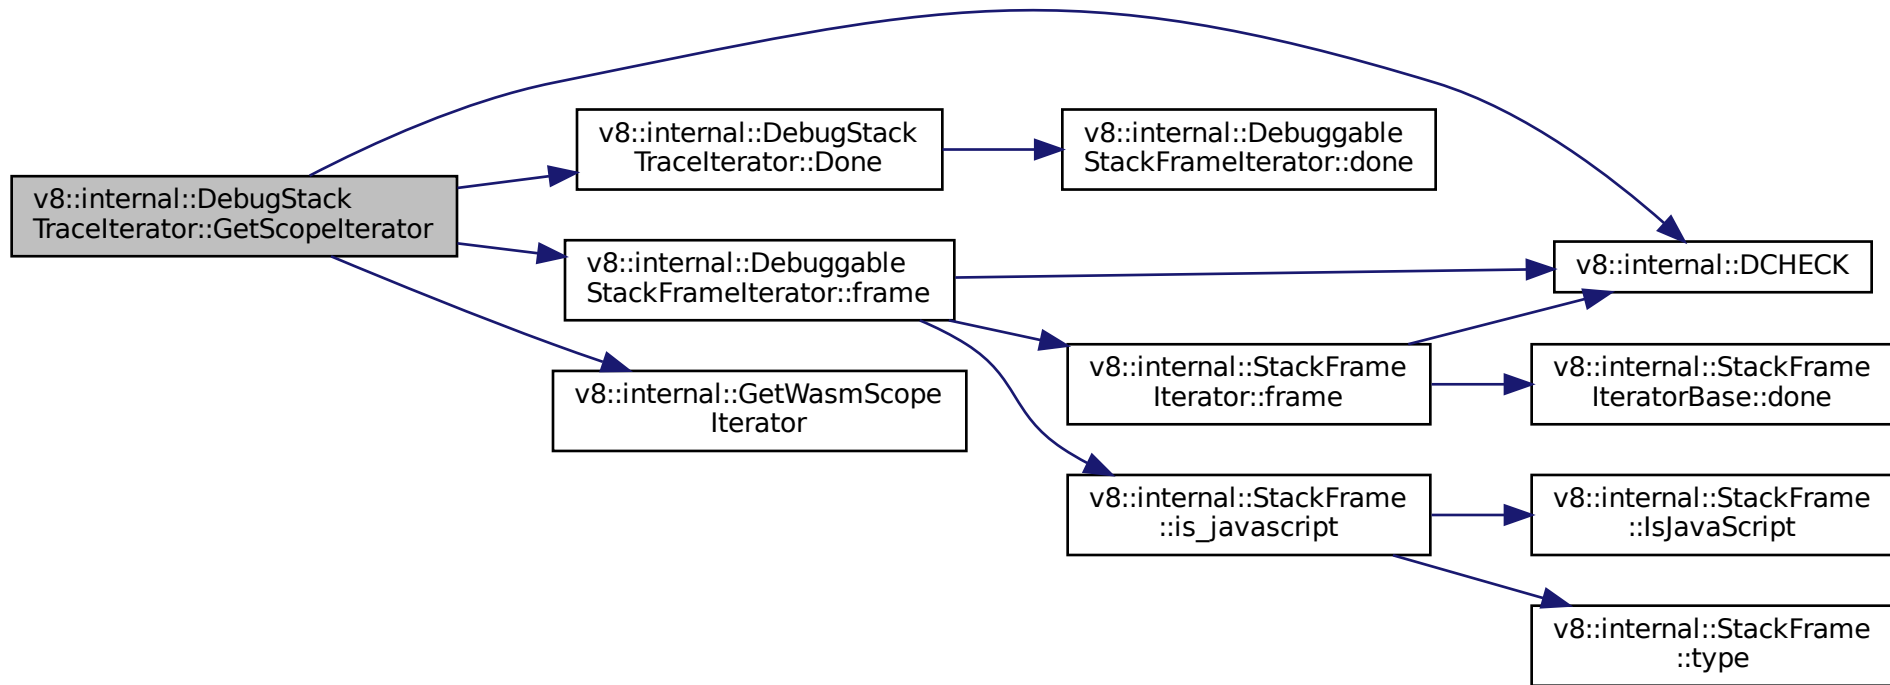 v8::internal::DebugStack
TraceIterator::GetScopeIterator
v8::internal::DebugStack
TraceIterator::Done
v8::internal::Debuggable
StackFrameIterator::done
v8::internal::Debuggable
StackFrameIterator::frame
v8::internal::DCHECK
v8::internal::GetWasmScope
Iterator
v8::internal::StackFrame
Iterator::frame
v8::internal::StackFrame
IteratorBase::done
v8::internal::StackFrame
::is_javascript
v8::internal::StackFrame
::IsJavaScript
v8::internal::StackFrame
::type